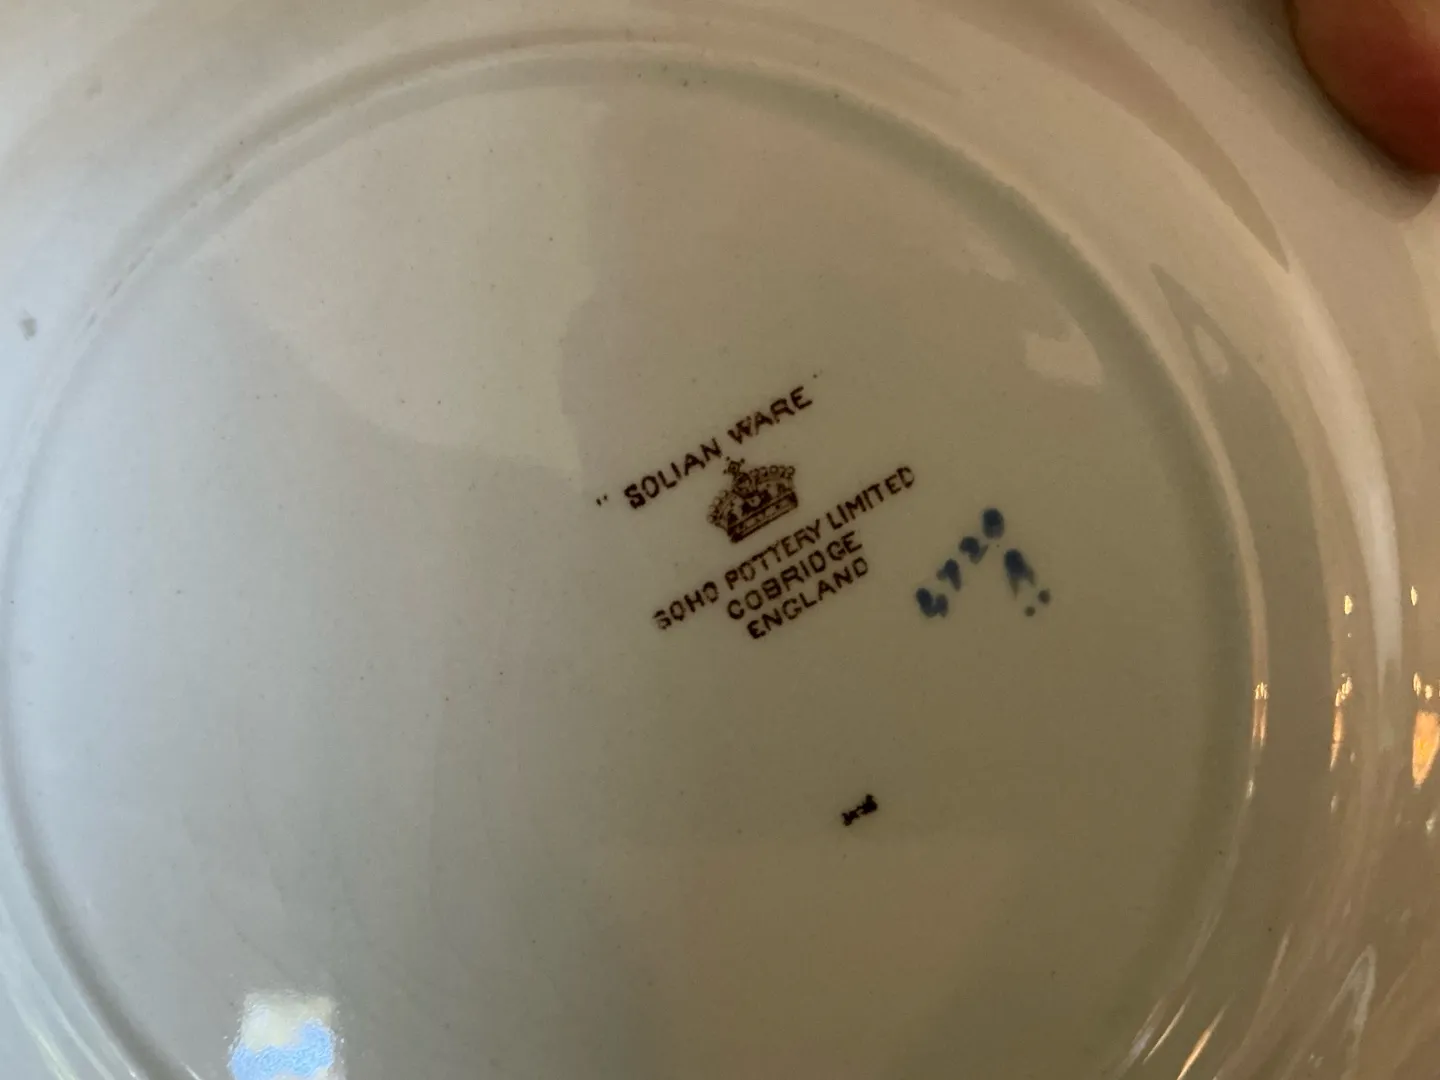 " SOLIAN WARE "
SOHO POTTERY LIMITED
COBRIDGE
ENGLAND